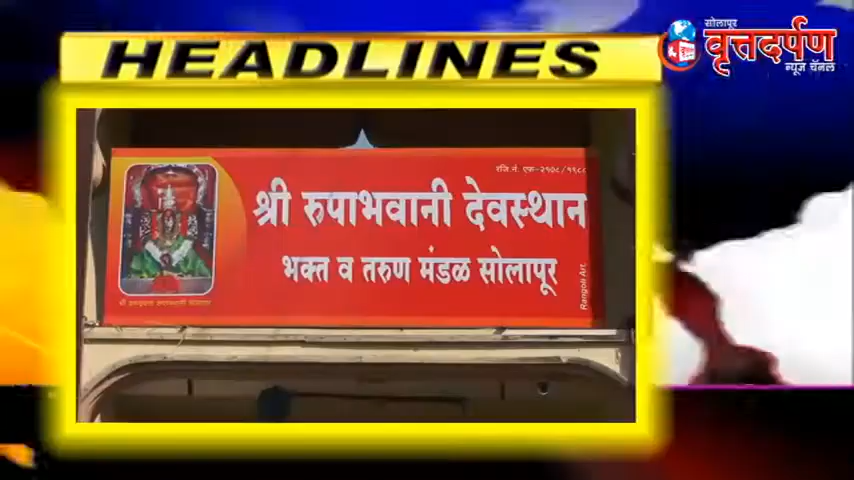 HEADLINES
सोलापूर
वृत्तदर्पण
न्यूज चॅनल
श्री रुपाभवानी देवस्थान
भक्त व तरुण मंडळ सोलापूर
Rangoli Art.